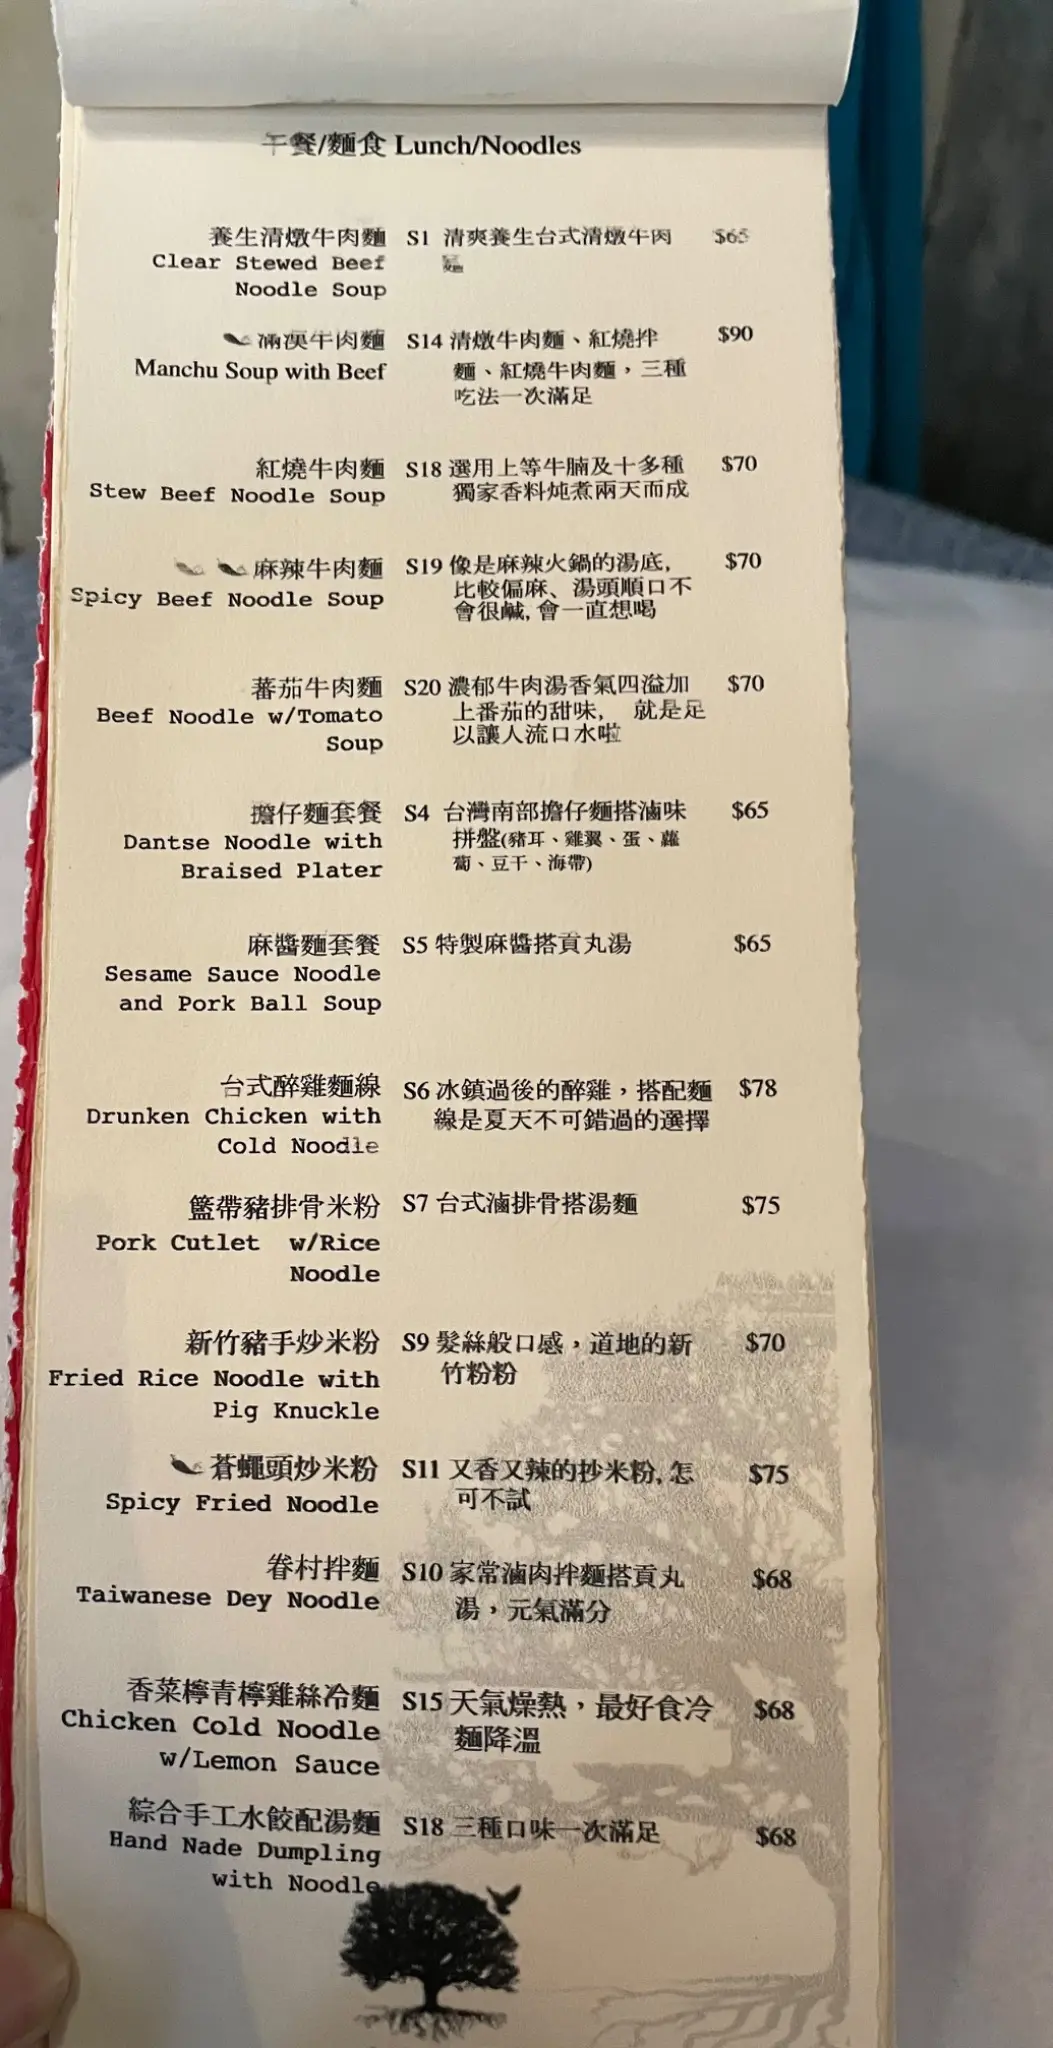 午餐/麵食 Lunch/Noodles
養生清燉牛肉麵 S1 清爽養生台式清燉牛肉 $65
麵
Clear Stewed Beef
Noodle Soup
滿漢牛肉麵 S14 清燉牛肉麵、紅燒拌 $90
麵、紅燒牛肉麵，三種
吃法一次滿足
Manchu Soup with Beef
紅燒牛肉麵 S18 選用上等牛腩及十多種 $70
獨家香料炖煮兩天而成
Stew Beef Noodle Soup
麻辣牛肉麵 S19 像是麻辣火鍋的湯底, $70
比較偏麻、湯頭順口不
會很鹹, 會一直想喝
Spicy Beef Noodle Soup
蕃茄牛肉麵 S20 濃郁牛肉湯香氣四溢加 $70
上番茄的甜味, 就是足
以讓人流口水啦
Beef Noodle w/Tomato
Soup
擔仔麵套餐 S4 台灣南部擔仔麵搭滷味 $65
拼盤(豬耳、雞翼、蛋、蘿
蔔、豆干、海帶)
Dantse Noodle with
Braised Plater
麻醬麵套餐 S5 特製麻醬搭貢丸湯 $65
Sesame Sauce Noodle
and Pork Ball Soup
台式醉雞麵線 S6 冰鎮過後的醉雞，搭配麵 $78
線是夏天不可錯過的選擇
Drunken Chicken with
Cold Noodle
籃帶豬排骨米粉 S7 台式滷排骨搭湯麵 $75
Pork Cutlet w/Rice
Noodle
新竹豬手炒米粉 S9 髮絲般口感，道地的新 $70
竹粉粉
Fried Rice Noodle with
Pig Knuckle
蒼蠅頭炒米粉 S11 又香又辣的抄米粉, 怎 $75
可不試
Spicy Fried Noodle
眷村拌麵 S10 家常滷肉拌麵搭貢丸 $68
湯，元氣滿分
Taiwanese Dey Noodle
香菜檸青檸雞絲冷麵 S15 天氣燥熱，最好食冷 $68
麵降溫
Chicken Cold Noodle
w/Lemon Sauce
綜合手工水餃配湯麵 S18 三種口味一次滿足 $68
Hand Nade Dumpling
with Noodle